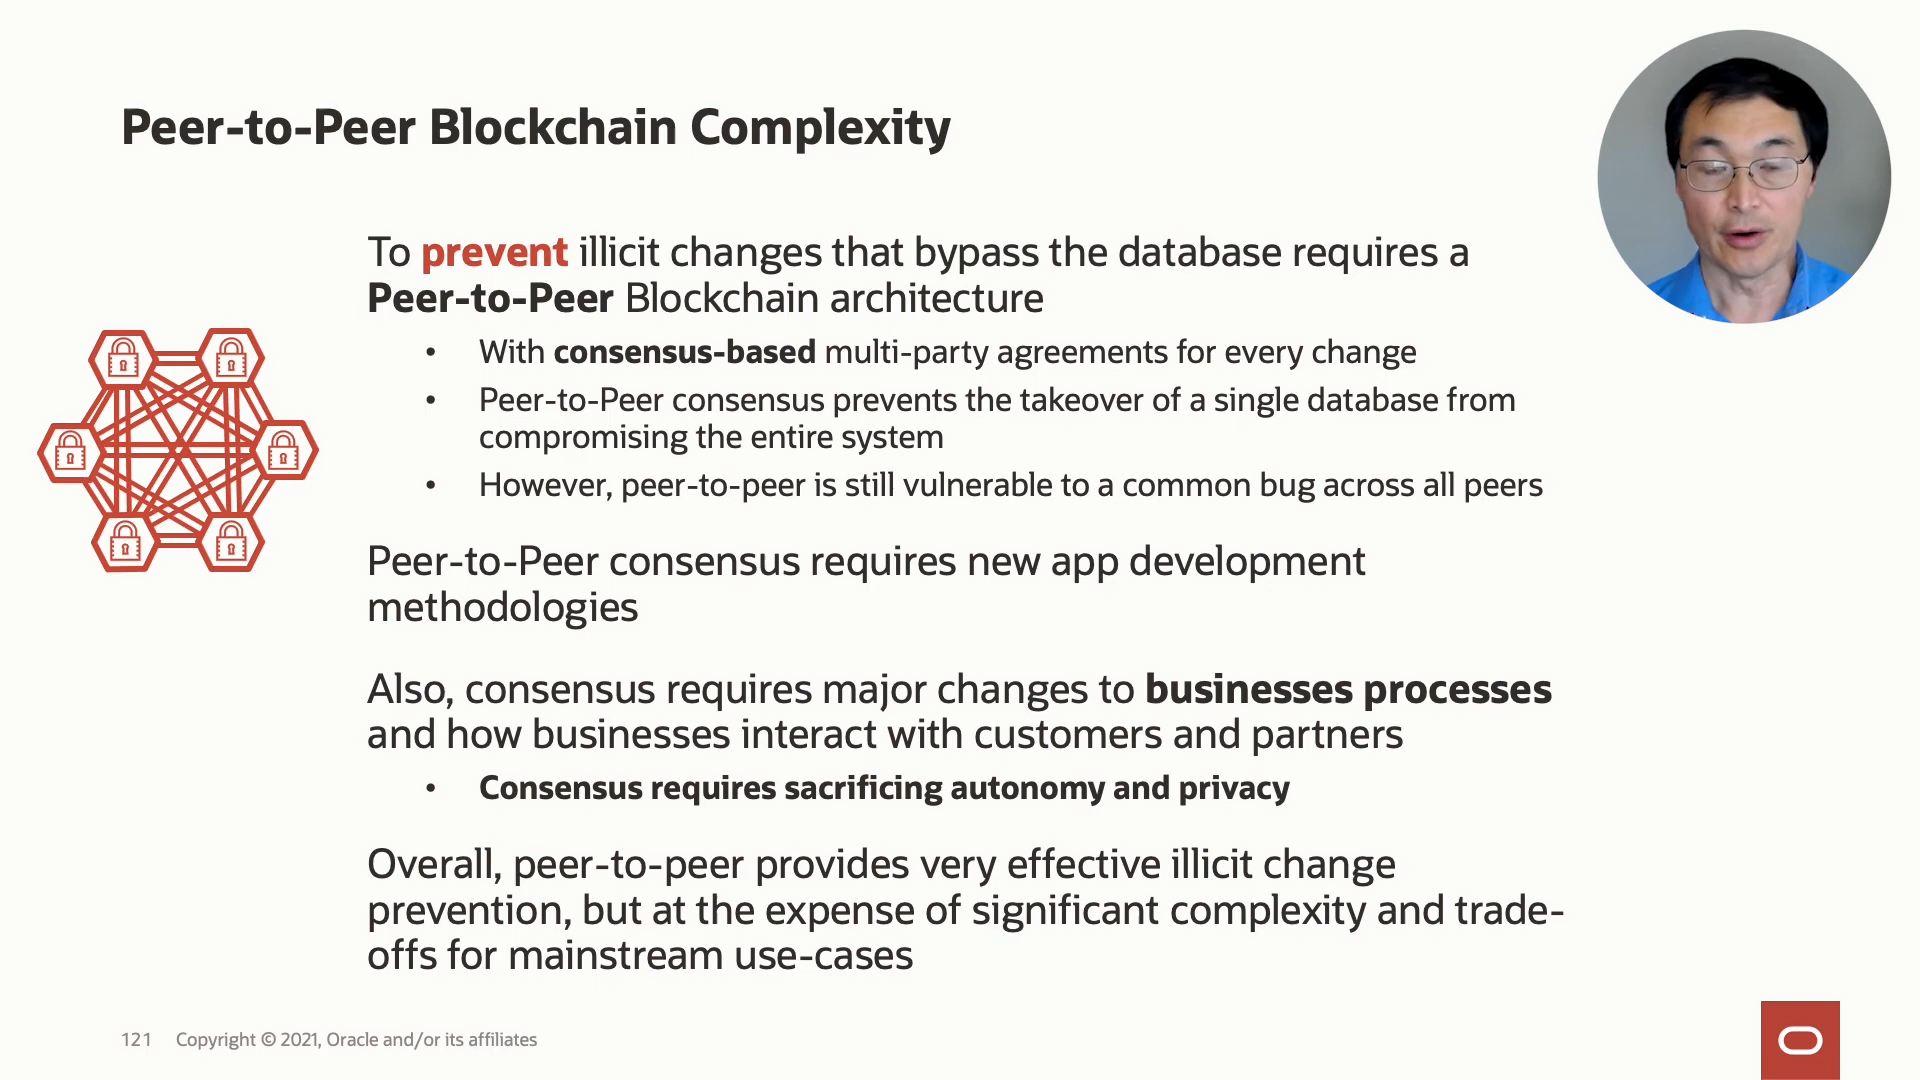 Peer-to-Peer Blockchain Complexity
To prevent illicit changes that bypass the database requires a
Peer-to-Peer Blockchain architecture
• With consensus-based multi-party agreements for every change
• Peer-to-Peer consensus prevents the takeover of a single database from
compromising the entire system
• However, peer-to-peer is still vulnerable to a common bug across all peers
Peer-to-Peer consensus requires new app development
methodologies
Also, consensus requires major changes to businesses processes
and how businesses interact with customers and partners
• Consensus requires sacrificing autonomy and privacy
Overall, peer-to-peer provides very effective illicit change
prevention, but at the expense of significant complexity and trade-
offs for mainstream use-cases
121 Copyright © 2021, Oracle and/or its affiliates